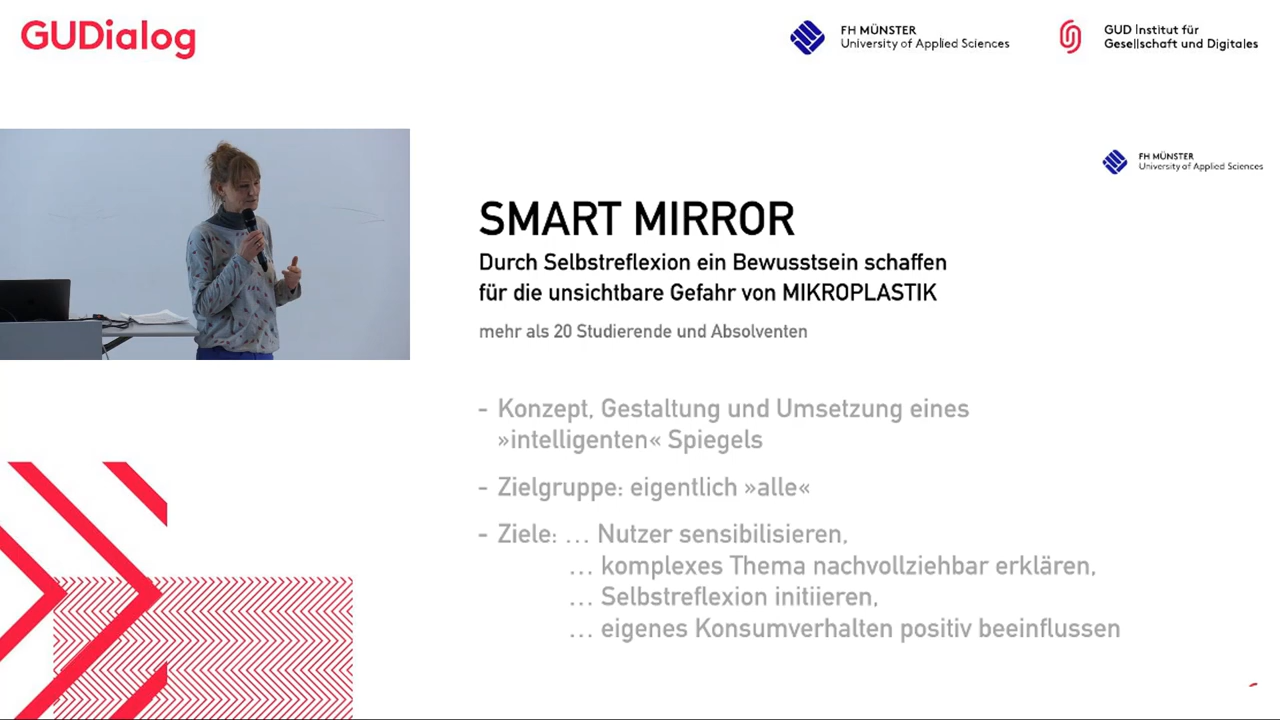 GUDialog
FH MÜNSTER
University of Applied Sciences
GUD Institut für
Gesellschaft und Digitales
FH MÜNSTER
University of Applied Sciences
SMART MIRROR
Durch Selbstreflexion ein Bewusstsein schaffen
für die unsichtbare Gefahr von MIKROPLASTIK
mehr als 20 Studierende und Absolventen
- Konzept, Gestaltung und Umsetzung eines
»intelligenten« Spiegels
- Zielgruppe: eigentlich »alle«
- Ziele: ... Nutzer sensibilisieren,
... komplexes Thema nachvollziehbar erklären,
... Selbstreflexion initiieren,
... eigenes Konsumverhalten positiv beeinflussen